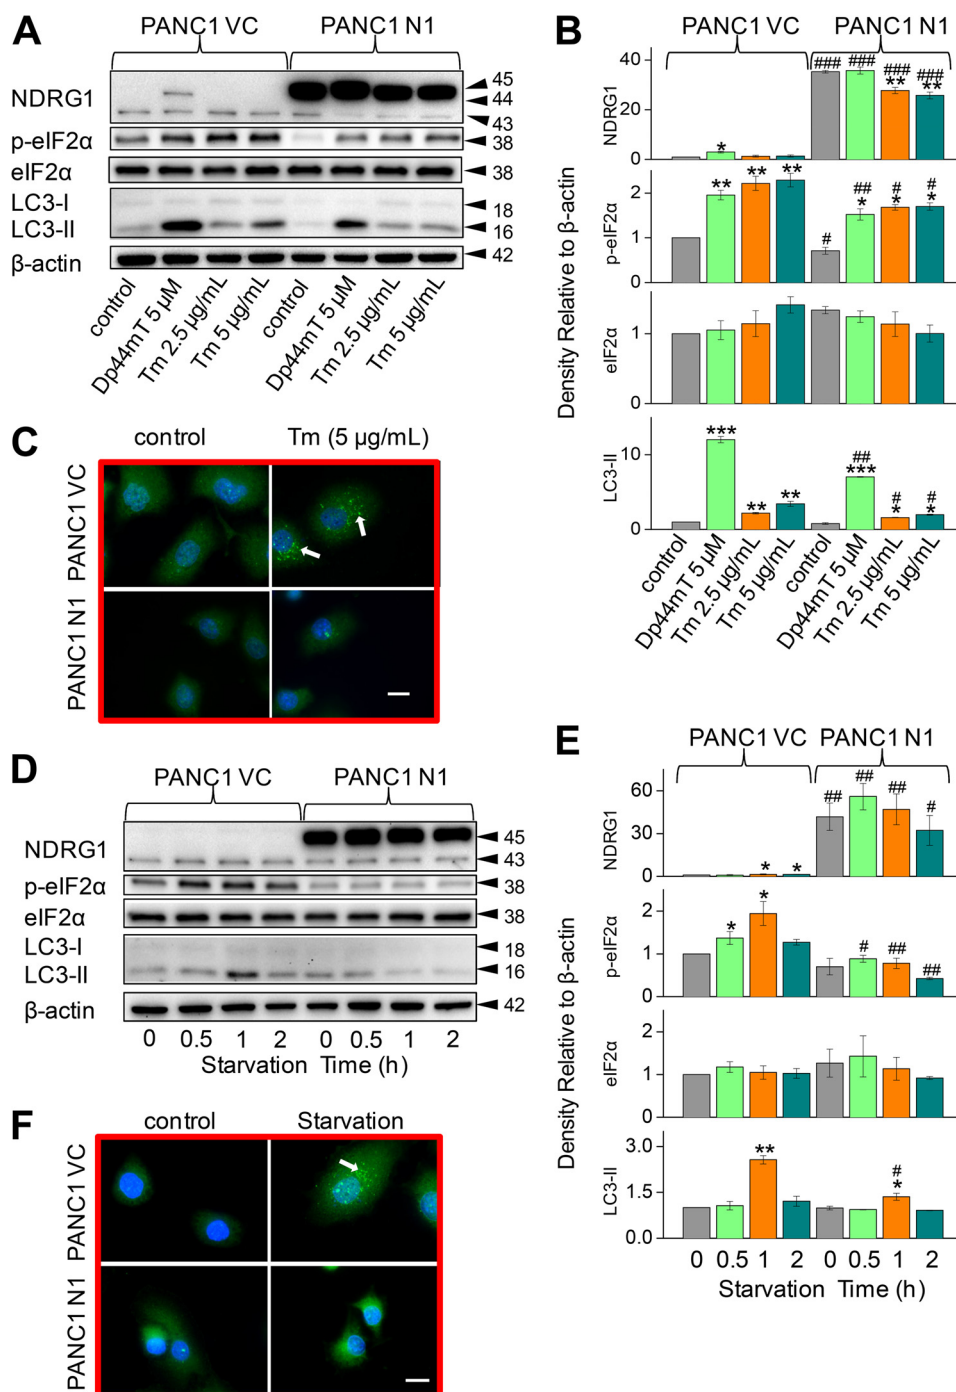 A
PANC1 VC
PANC1 N1
NDRG1
45
44
43
p-eIF2α
38
eIF2α
38
LC3-I
18
LC3-II
16
β-actin
42
control
Dp44mT 5 µM
Tm 2.5 µg/mL
Tm 5 µg/mL
control
Dp44mT 5 µM
Tm 2.5 µg/mL
Tm 5 µg/mL
B
PANC1 VC
PANC1 N1
Density Relative to β-actin
NDRG1
40
20
0
*
###
###
###
**
###
**
p-eIF2α
2
1
0
**
**
**
#
##
*
#
*
#
*
eIF2α
1
0
LC3-II
10
0
***
**
**
##
***
#
*
#
*
control
Dp44mT 5 µM
Tm 2.5 µg/mL
Tm 5 µg/mL
control
Dp44mT 5 µM
Tm 2.5 µg/mL
Tm 5 µg/mL
C
control
Tm (5 µg/mL)
PANC1 VC
PANC1 N1
D
PANC1 VC
PANC1 N1
NDRG1
45
43
p-eIF2α
38
eIF2α
38
LC3-I
18
LC3-II
16
β-actin
42
0 0.5 1 2 0 0.5 1 2
Starvation Time (h)
E
PANC1 VC
PANC1 N1
Density Relative to β-actin
NDRG1
60
30
0
*
*
##
##
##
#
p-eIF2α
2
1
0
*
*
#
##
##
eIF2α
2
1
0
LC3-II
3.0
1.5
0
**
#
*
0 0.5 1 2 0 0.5 1 2
Starvation Time (h)
F
control
Starvation
PANC1 VC
PANC1 N1